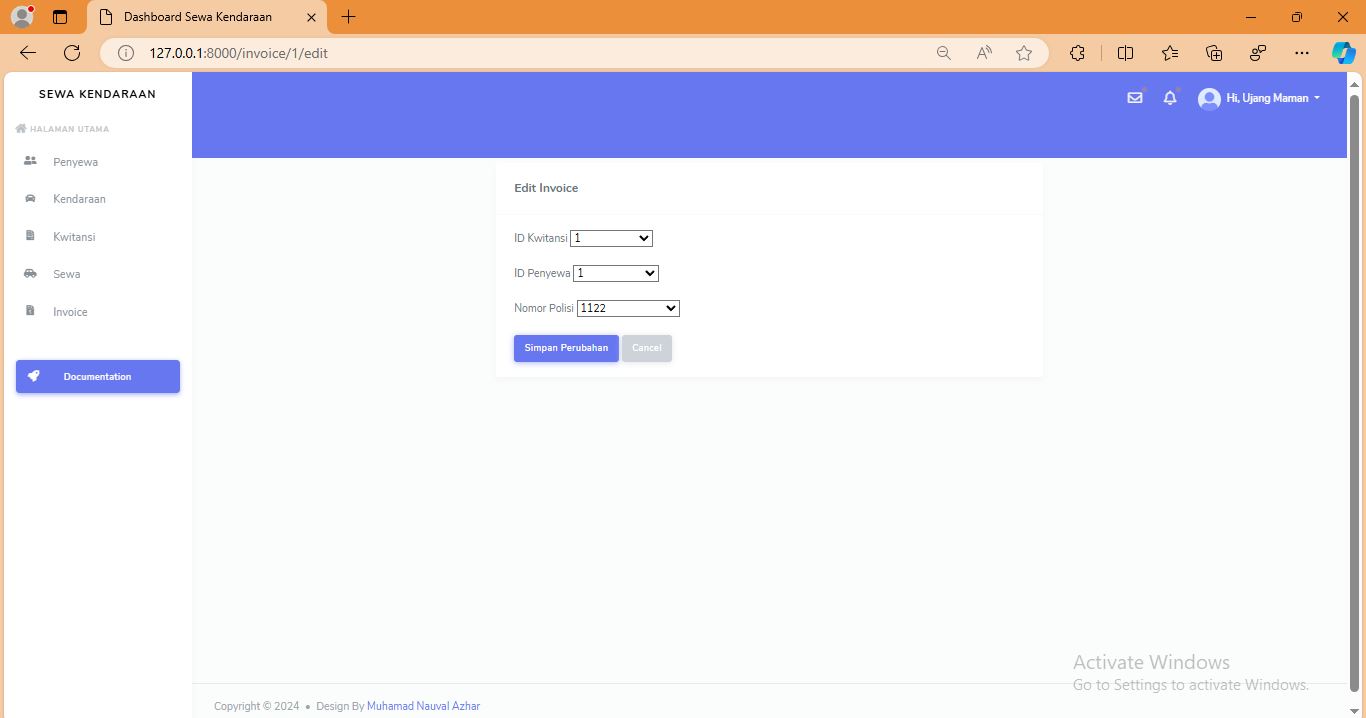 Dashboard Sewa Kendaraan
127.0.0.1:8000/invoice/1/edit
SEWA KENDARAAN
Hi, Ujang Maman
HALAMAN UTAMA
Penyewa
Kendaraan
Kwitansi
Sewa
Invoice
Documentation
Edit Invoice
ID Kwitansi 1
ID Penyewa 1
Nomor Polisi 1122
Simpan Perubahan Cancel
Activate Windows
Go to Settings to activate Windows.
Copyright © 2024 • Design By Muhamad Nauval Azhar